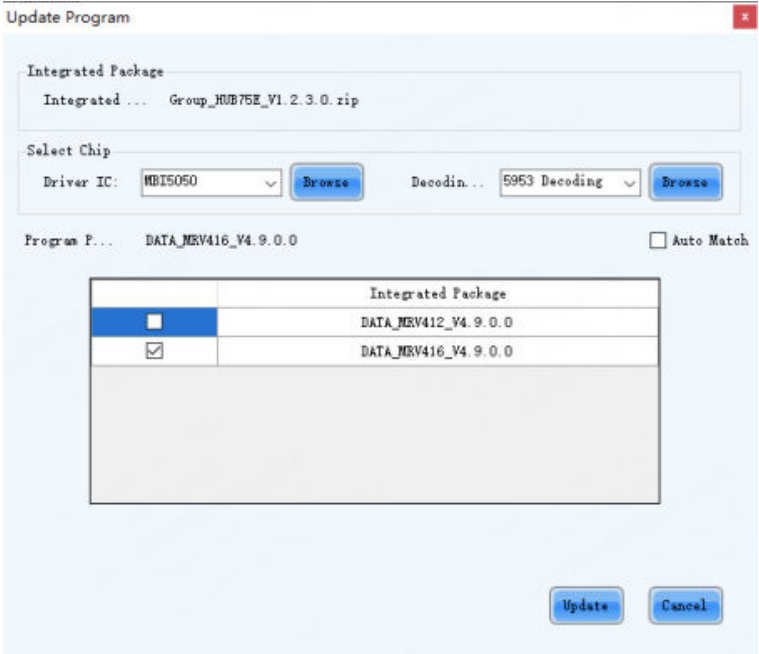 Update Program
x
Integrated Package
Integrated ... Group_HUB75E_V1.2.3.0.zip
Select Chip
Driver IC: MBI5050 Browse Decodin... 5953 Decoding Browse
Program P... DATA_MRV416_V4.9.0.0 Auto Match
Integrated Package
DATA_MRV412_V4.9.0.0
DATA_MRV416_V4.9.0.0
Update Cancel